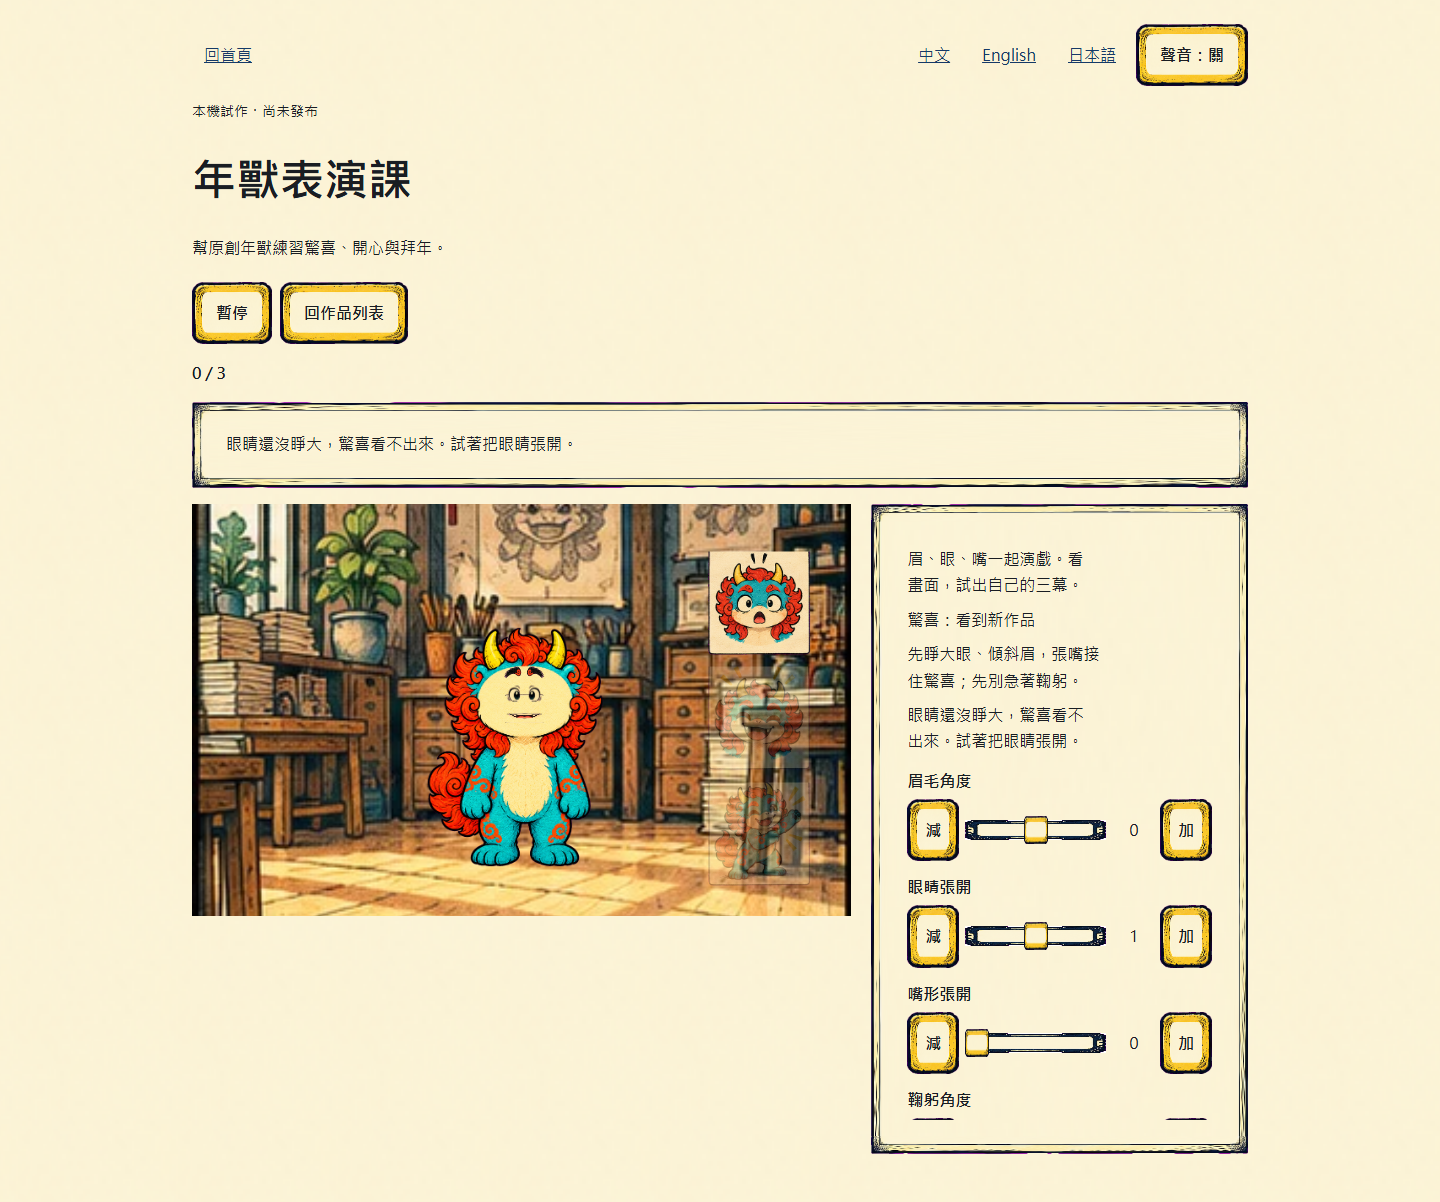 回首頁
中文
English
日本語
聲音：關
本機試作・尚未發布
年獸表演課
幫原創年獸練習驚喜、開心與拜年。
暫停
回作品列表
0 / 3
眼睛還沒睜大，驚喜看不出來。試著把眼睛張開。
眉、眼、嘴一起演戲。看
畫面，試出自己的三幕。
驚喜：看到新作品
先睜大眼、傾斜眉，張嘴接
住驚喜；先別急著鞠躬。
眼睛還沒睜大，驚喜看不
出來。試著把眼睛張開。
眉毛角度
減
0
加
眼睛張開
減
1
加
嘴形張開
減
0
加
鞠躬角度